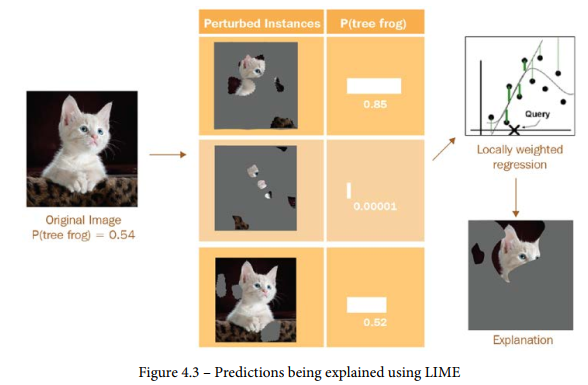 Perturbed Instances
P(tree frog)
0.85
0.00001
0.52
Original Image
P(tree frog) = 0.54
Query
Locally weighted
regression
Explanation
Figure 4.3 – Predictions being explained using LIME